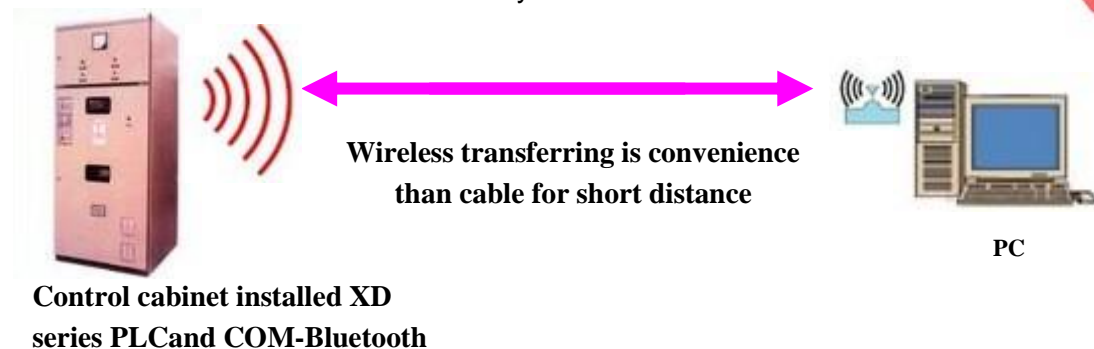 Wireless transferring is convenience
than cable for short distance
PC
Control cabinet installed XD
series PLCand COM-Bluetooth